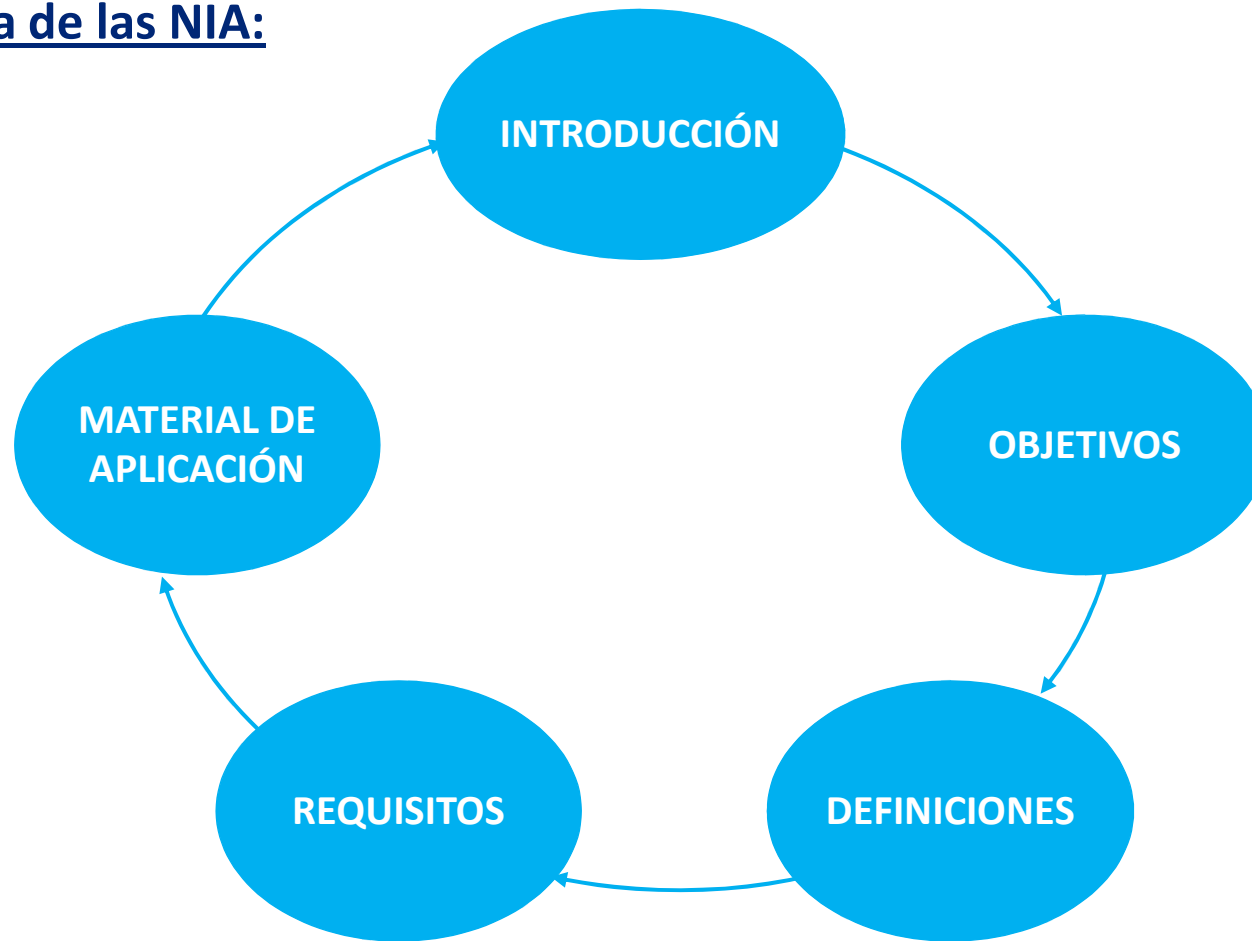 a de las NIA:
INTRODUCCIÓN
OBJETIVOS
DEFINICIONES
REQUISITOS
MATERIAL DE
APLICACIÓN